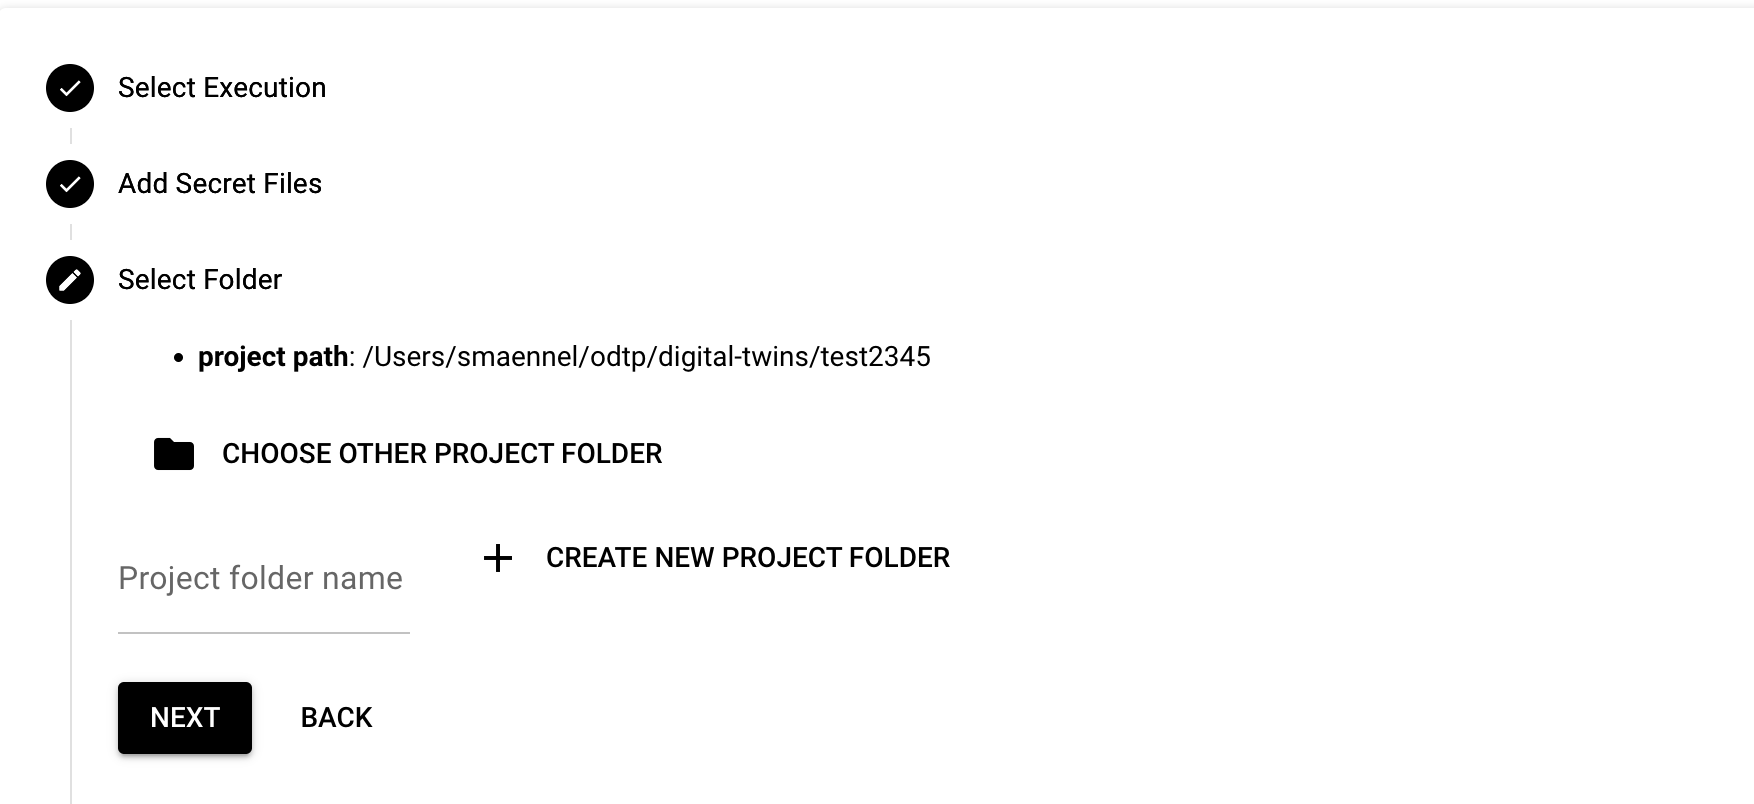 Select Execution
Add Secret Files
Select Folder
project path: /Users/smaennel/odtp/digital-twins/test2345
CHOOSE OTHER PROJECT FOLDER
Project folder name
CREATE NEW PROJECT FOLDER
NEXT
BACK